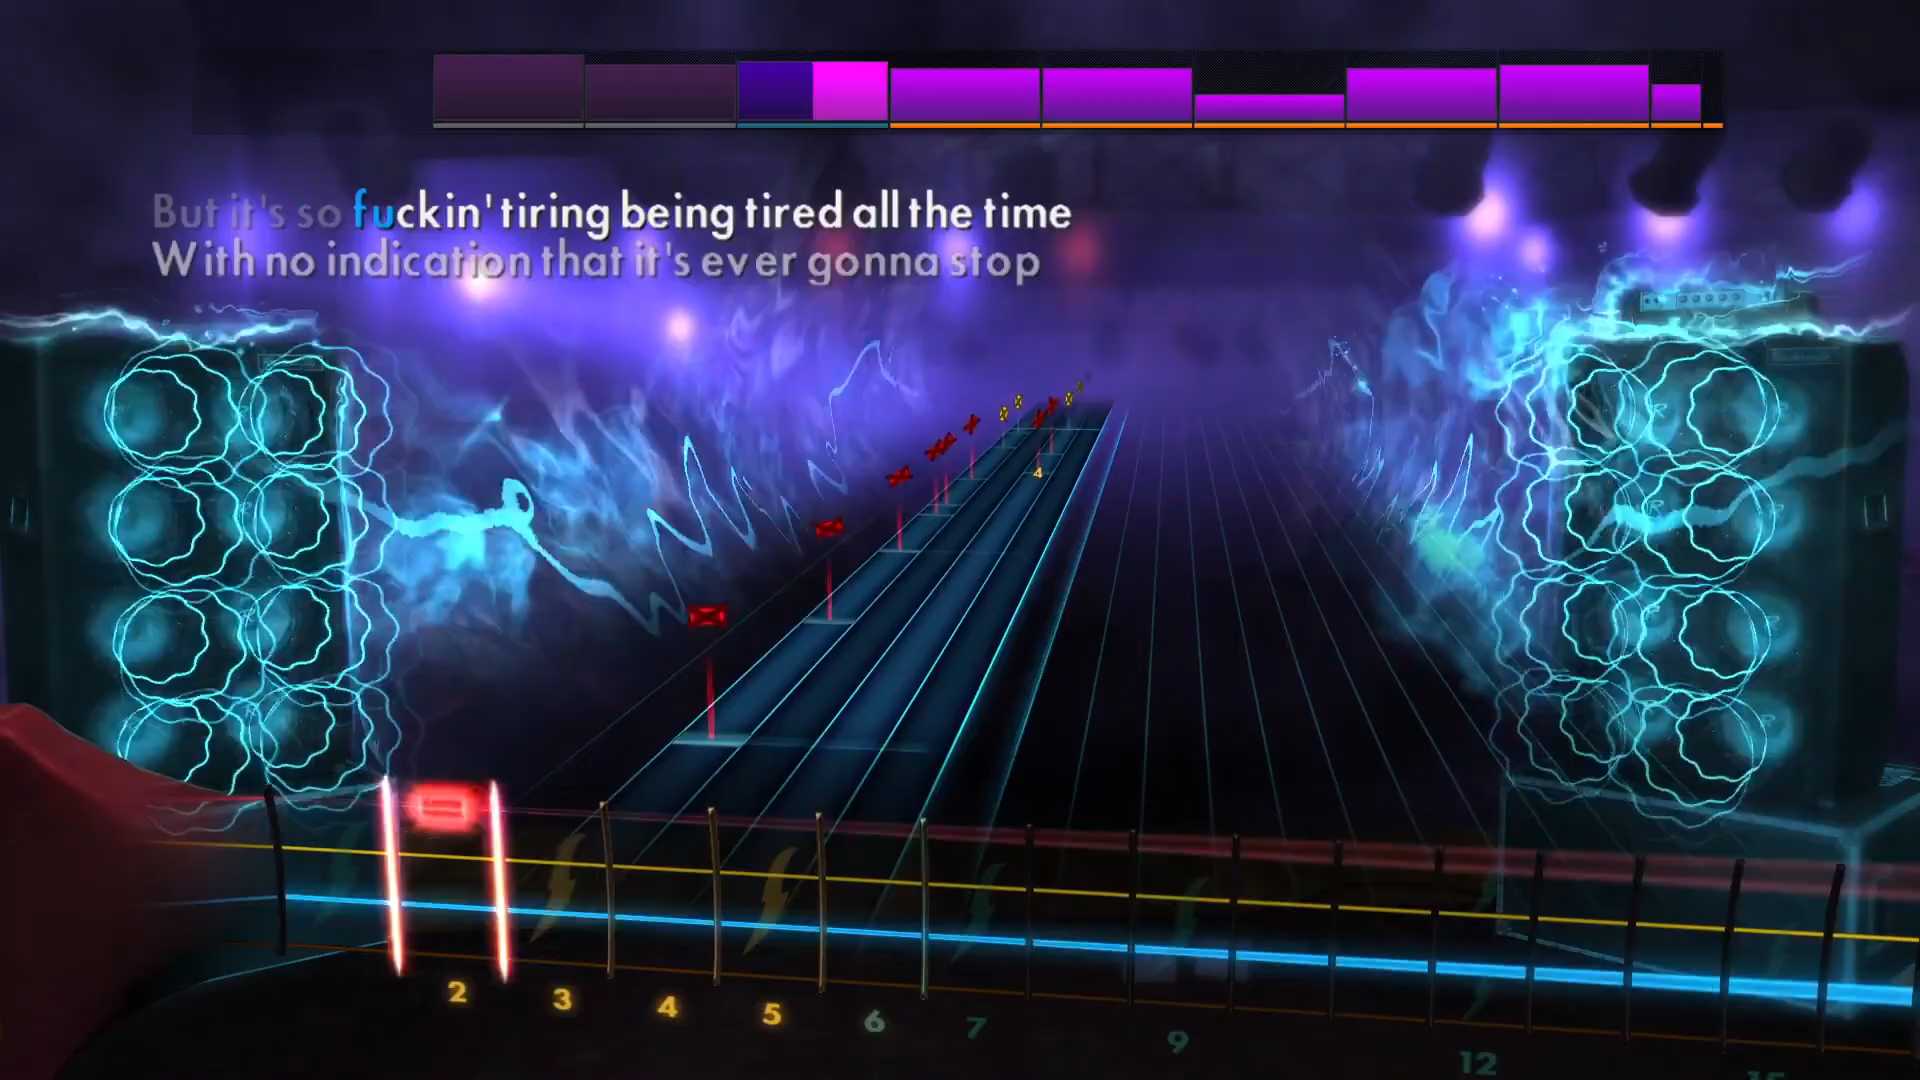 But it's so fuckin' tiring being tired all the time
With no indication that it's ever gonna stop
4
2 3 4 5 6 7 9 12